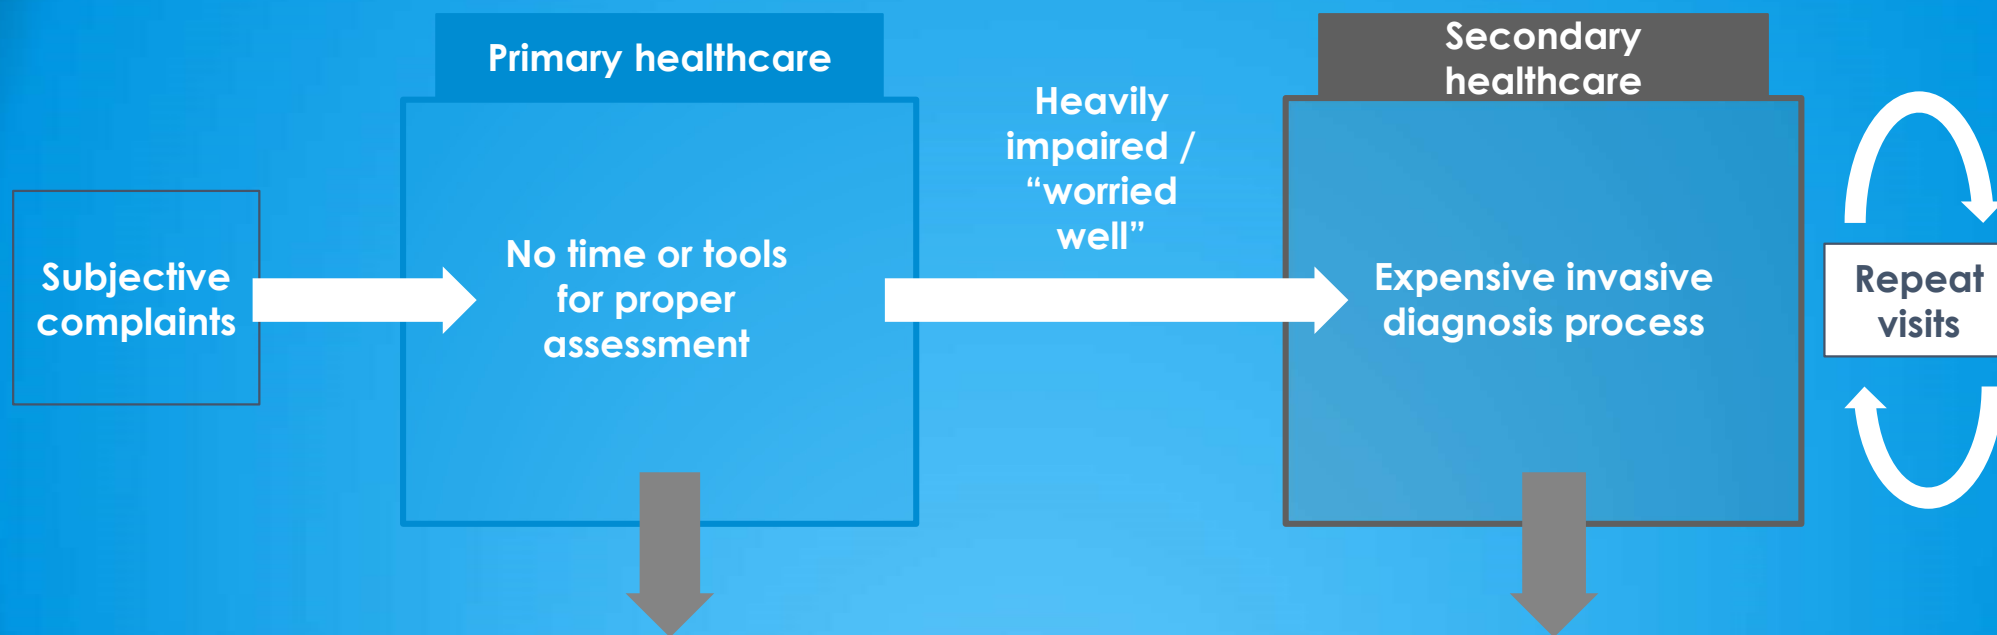 Primary healthcare
Secondary
healthcare
Heavily
impaired /
“worried
well”
Subjective
complaints
No time or tools
for proper
assessment
Expensive invasive
diagnosis process
Repeat
visits